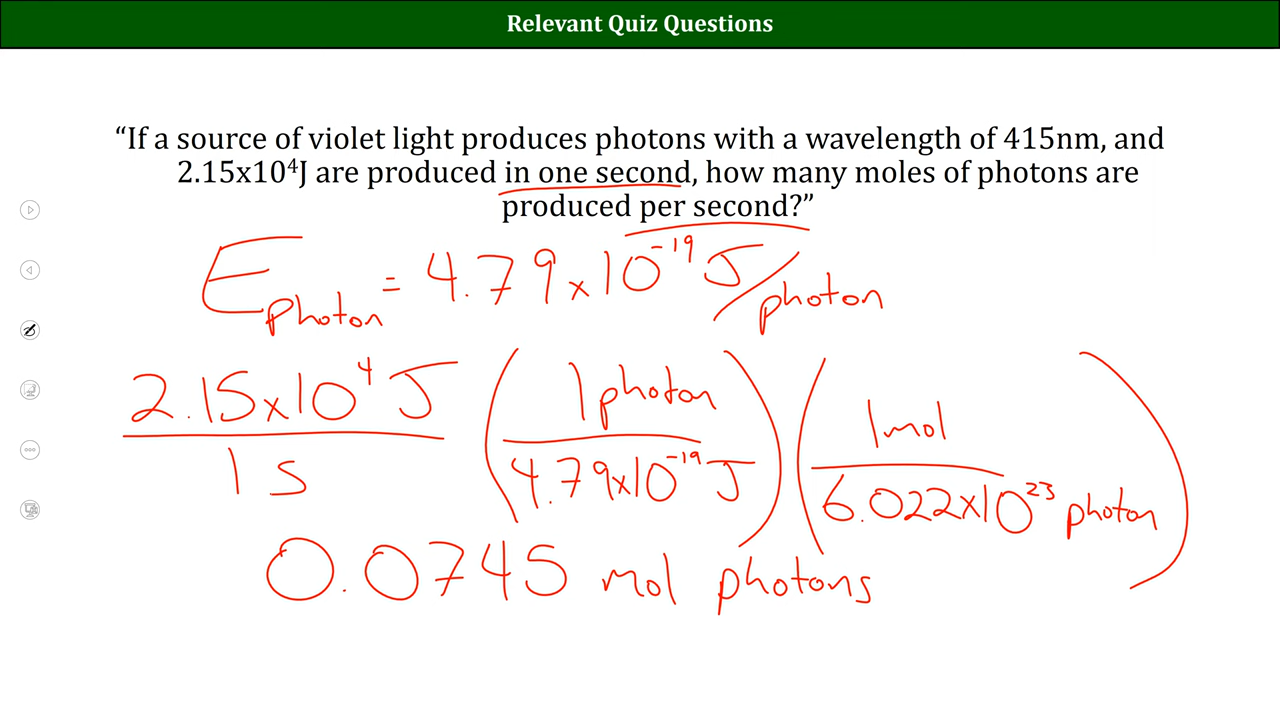 Relevant Quiz Questions
“If a source of violet light produces photons with a wavelength of 415nm, and
2.15x10⁴J are produced in one second, how many moles of photons are
produced per second?”
E_photon = 4.79x10⁻¹⁹ J/photon
2.15x10⁴ J / 1 s (1 photon / 4.79x10⁻¹⁹ J) (1 mol / 6.022x10²³ photon)
0.0745 mol photons